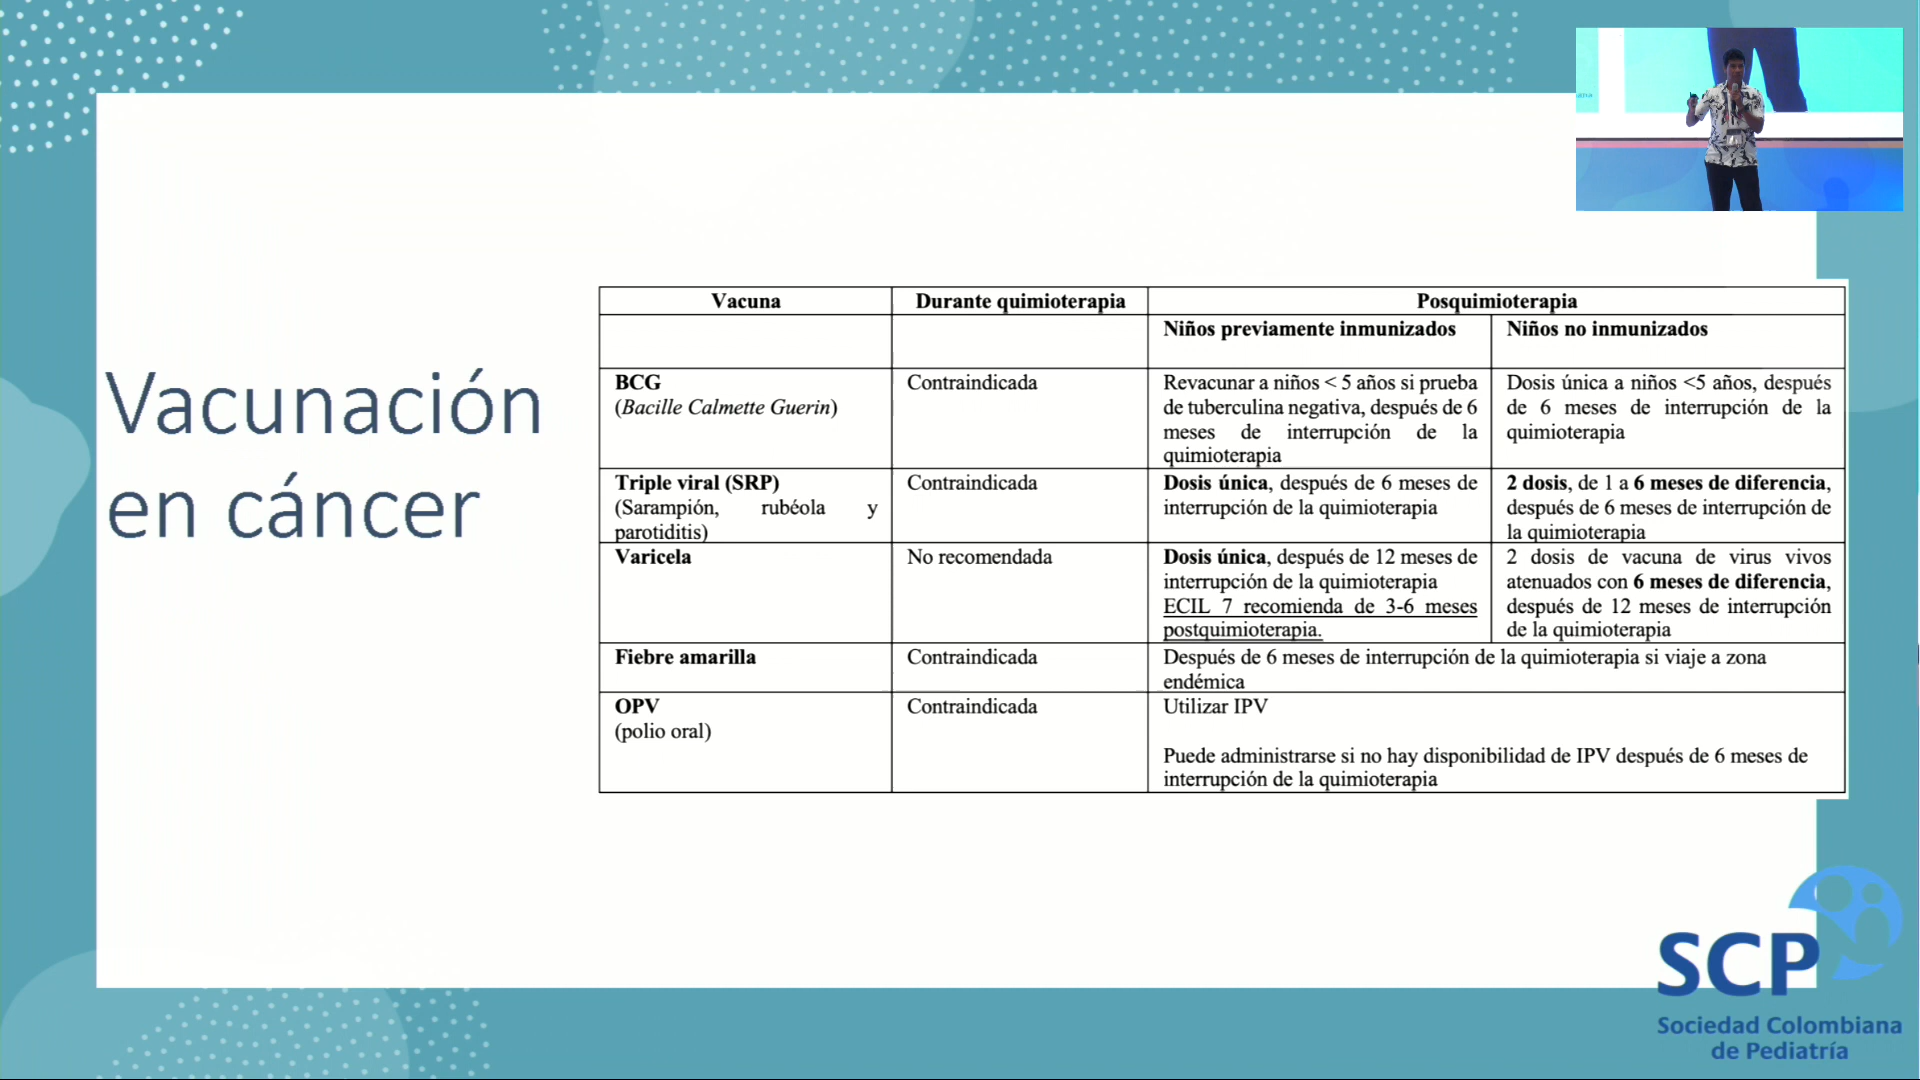 Vacunación
en cáncer
Vacuna
Durante quimioterapia
Posquimioterapia
Niños previamente inmunizados
Niños no inmunizados
BCG
(Bacille Calmette Guerin)
Contraindicada
Revacunar a niños < 5 años si prueba
de tuberculina negativa, después de 6
meses de interrupción de la
quimioterapia
Dosis única a niños <5 años, después
de 6 meses de interrupción de la
quimioterapia
Triple viral (SRP)
(Sarampión, rubéola y
parotiditis)
Contraindicada
Dosis única, después de 6 meses de
interrupción de la quimioterapia
2 dosis, de 1 a 6 meses de diferencia,
después de 6 meses de interrupción de
la quimioterapia
Varicela
No recomendada
Dosis única, después de 12 meses de
interrupción de la quimioterapia
ECIL 7 recomienda de 3-6 meses
postquimioterapia.
2 dosis de vacuna de virus vivos
atenuados con 6 meses de diferencia,
después de 12 meses de interrupción
de la quimioterapia
Fiebre amarilla
Contraindicada
Después de 6 meses de interrupción de la quimioterapia si viaje a zona
endémica
OPV
(polio oral)
Contraindicada
Utilizar IPV
Puede administrarse si no hay disponibilidad de IPV después de 6 meses de
interrupción de la quimioterapia
SCP
Sociedad Colombiana
de Pediatría